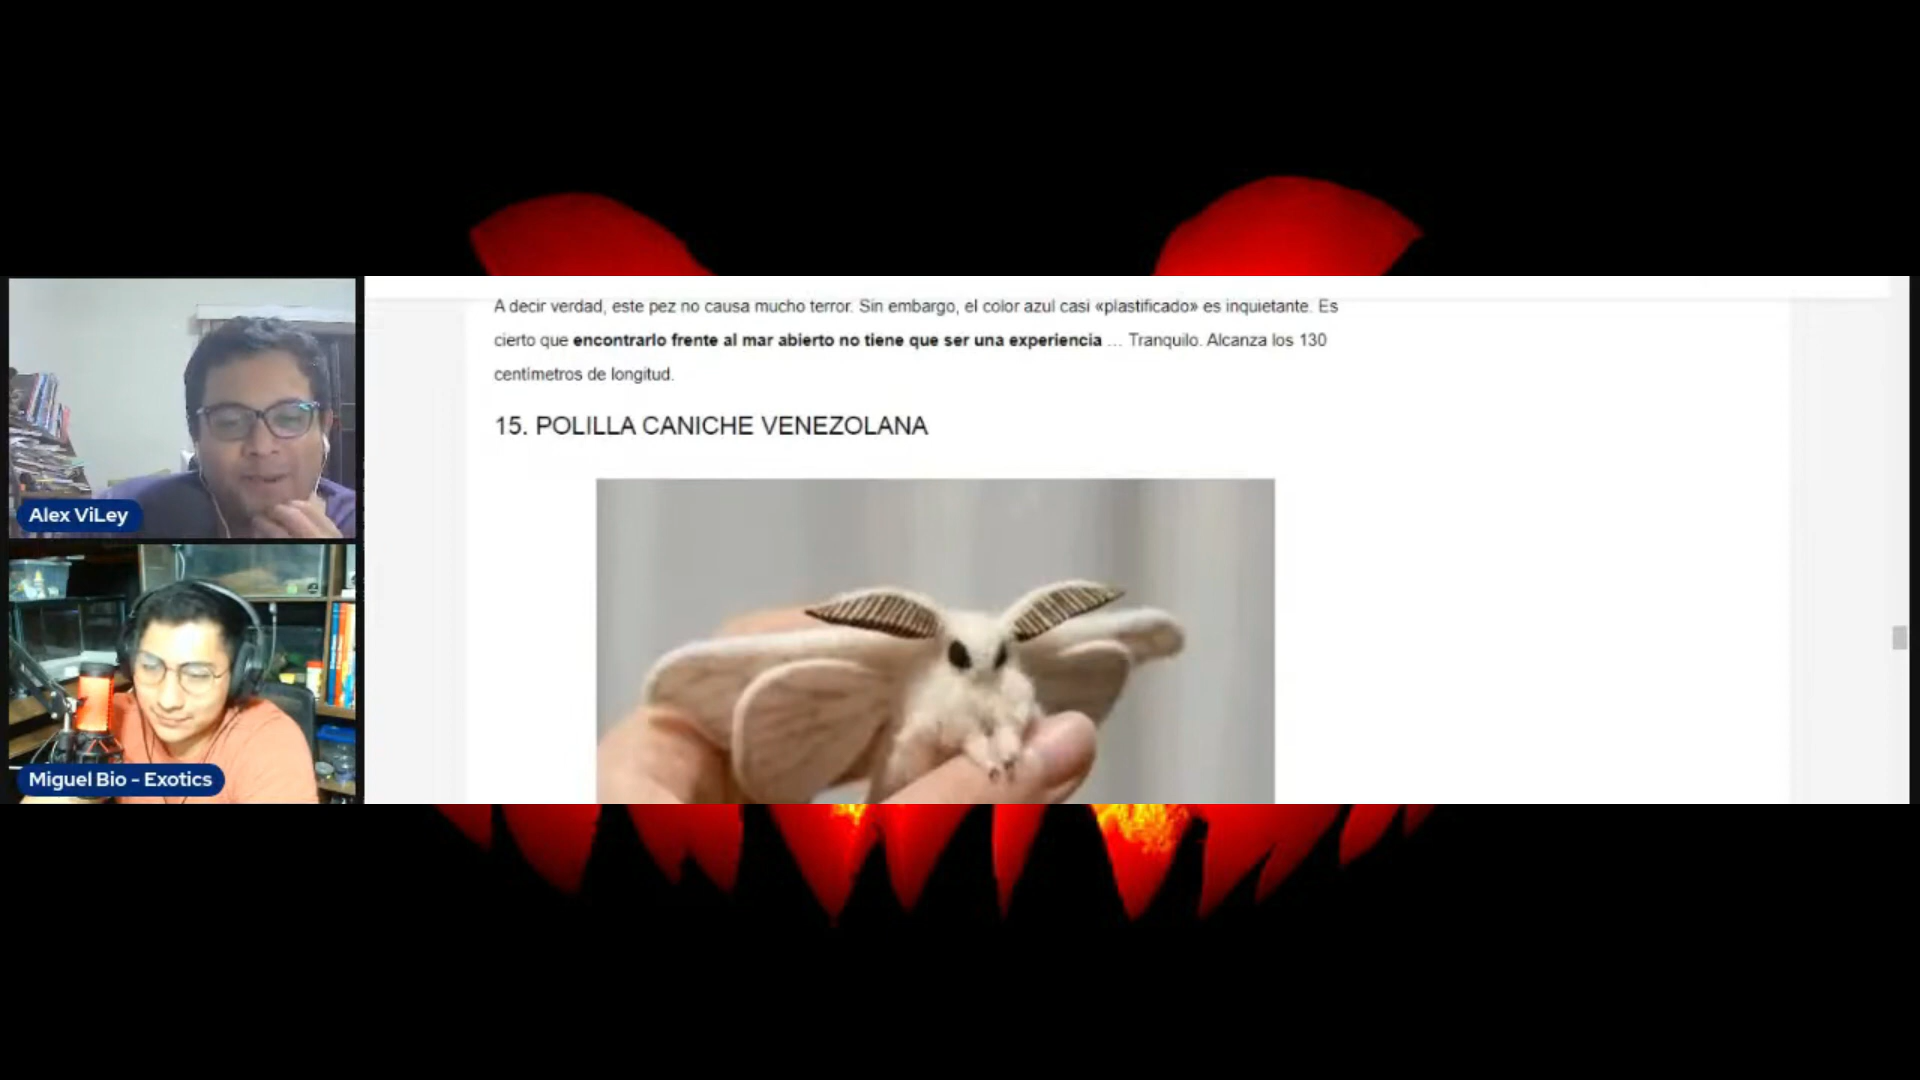 A decir verdad, este pez no causa mucho terror. Sin embargo, el color azul casi «plastificado» es inquietante. Es
cierto que encontrarlo frente al mar abierto no tiene que ser una experiencia ... Tranquilo. Alcanza los 130
centímetros de longitud.
15. POLILLA CANICHE VENEZOLANA
Alex ViLey
Miguel Bio - Exotics